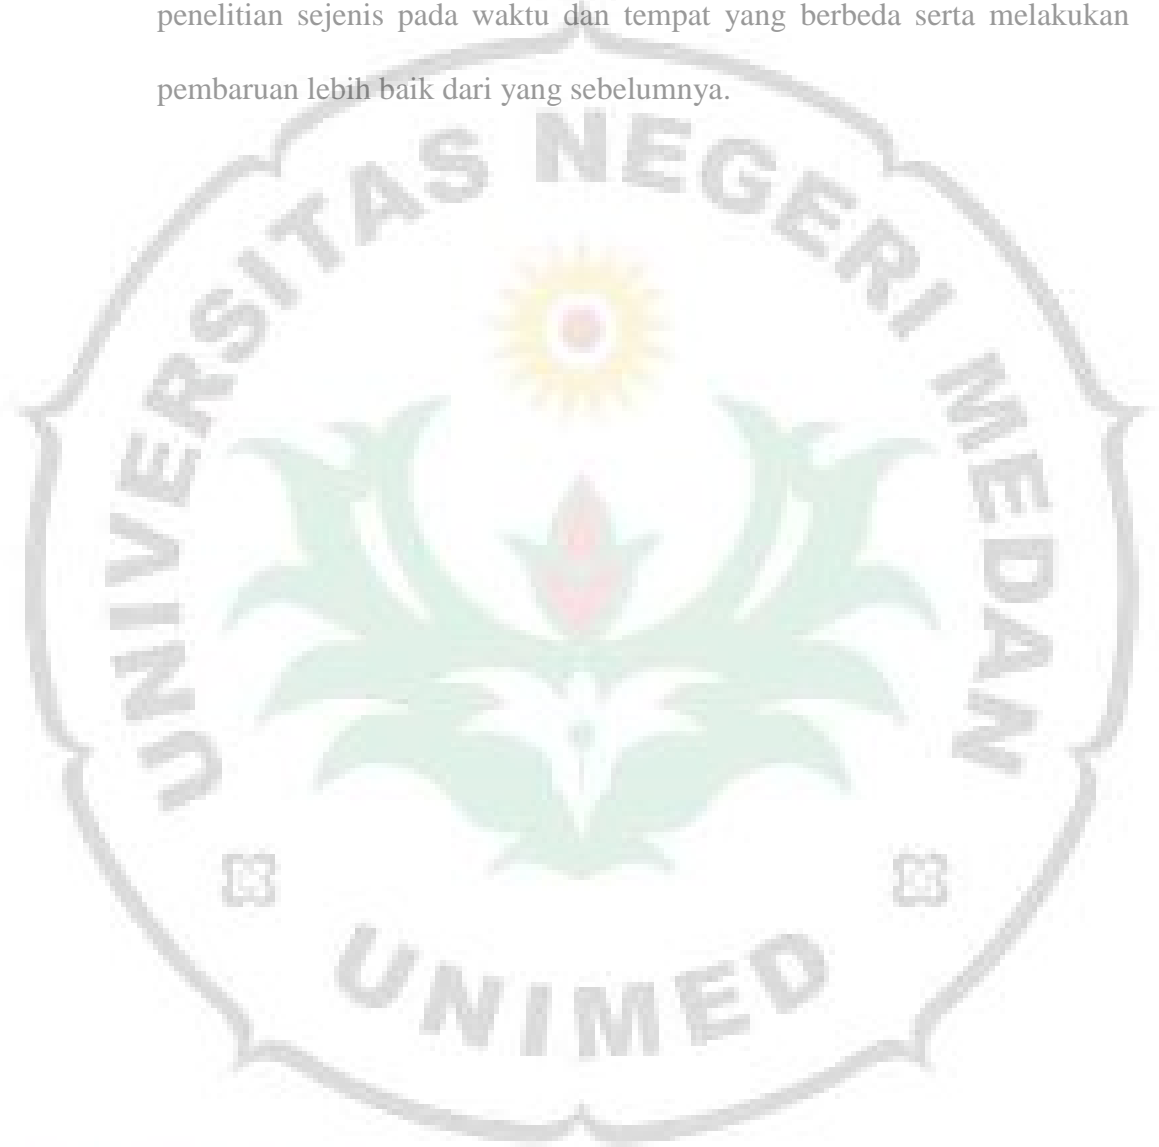 penelitian sejenis pada waktu dan tempat yang berbeda serta melakukan
pembaruan lebih baik dari yang sebelumnya.
UNIVERSITAS NEGERI MEDAN
UNIMED